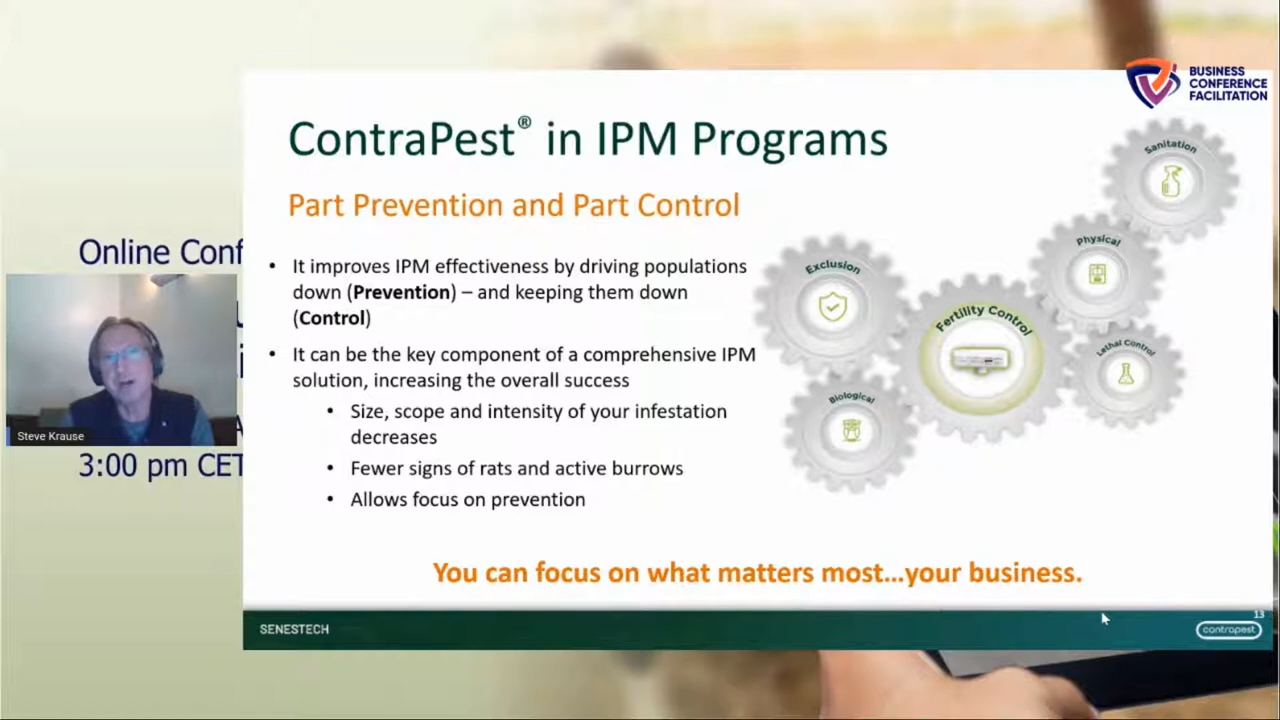 BUSINESS
CONFERENCE
FACILITATION
ContraPest® in IPM Programs
Part Prevention and Part Control
• It improves IPM effectiveness by driving populations
down (Prevention) – and keeping them down
(Control)
• It can be the key component of a comprehensive IPM
solution, increasing the overall success
• Size, scope and intensity of your infestation
decreases
• Fewer signs of rats and active burrows
• Allows focus on prevention
Sanitation
Physical
Exclusion
Fertility Control
Lethal Control
Biological
You can focus on what matters most...your business.
SENESTECH
13
contrapest
Online Conf
Steve Krause
3:00 pm CET